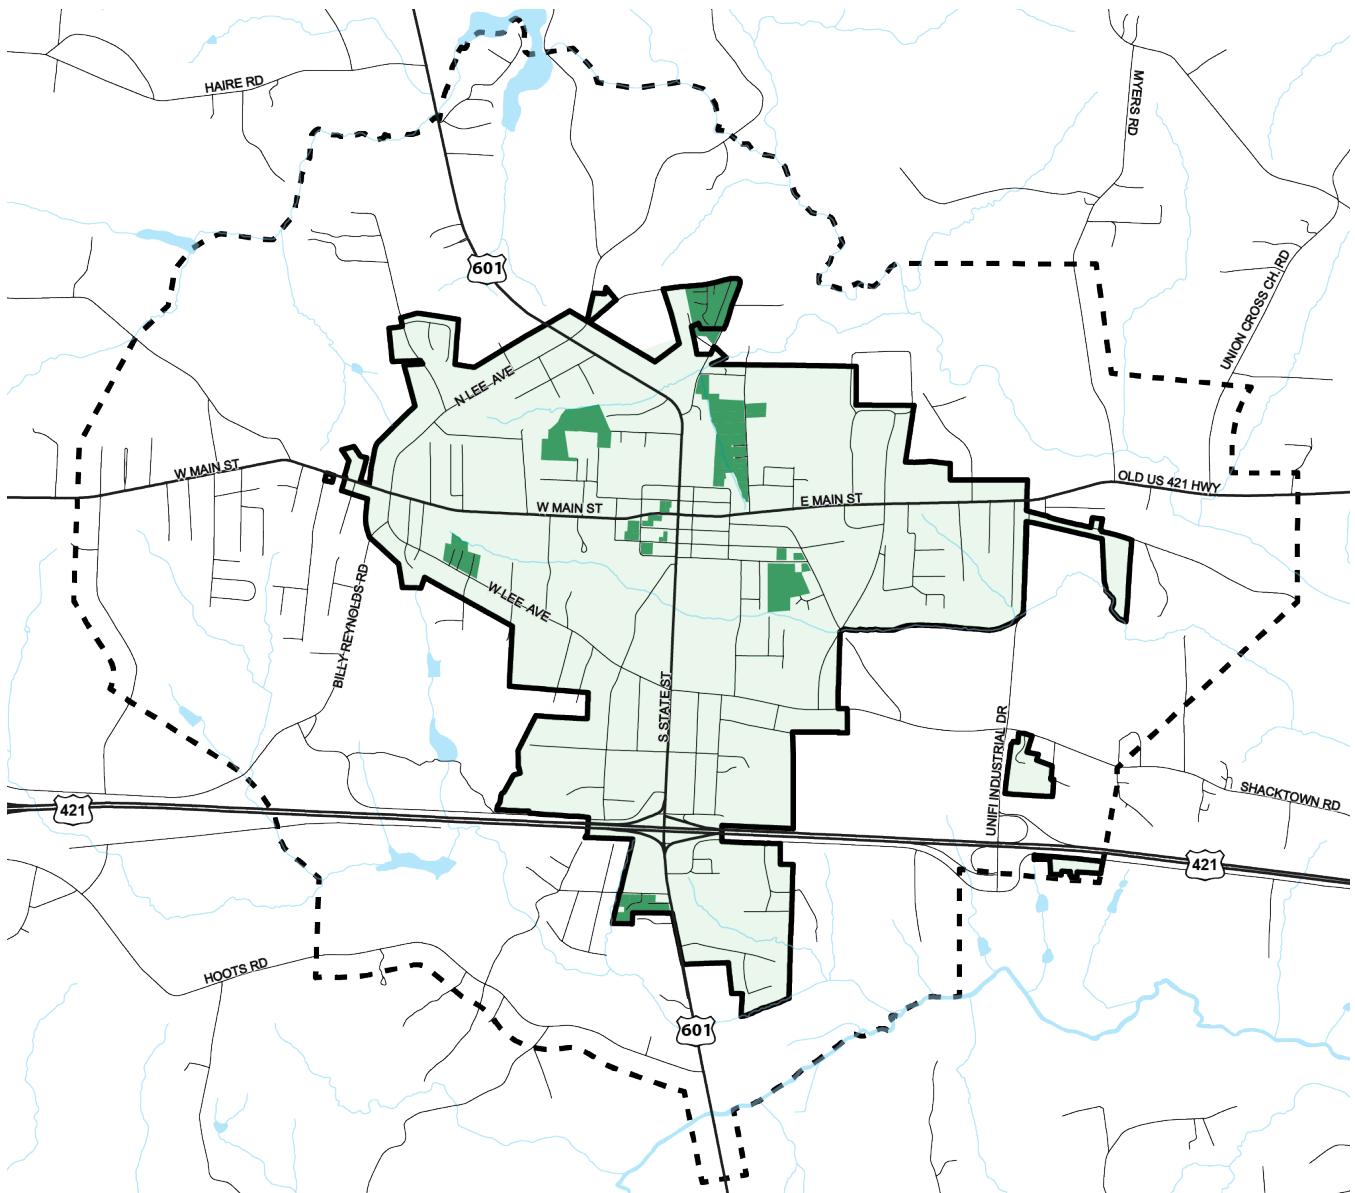 HAIRE RD
MYERS RD
601
UNION CROSS CH. RD
N LEE AVE
W MAIN ST
OLD US 421 HWY
W MAIN ST
E MAIN ST
BILLY REYNOLDS RD
W LEE AVE
S STATE ST
UNIFI INDUSTRIAL DR
SHACKTOWN RD
421
421
HOOTS RD
601